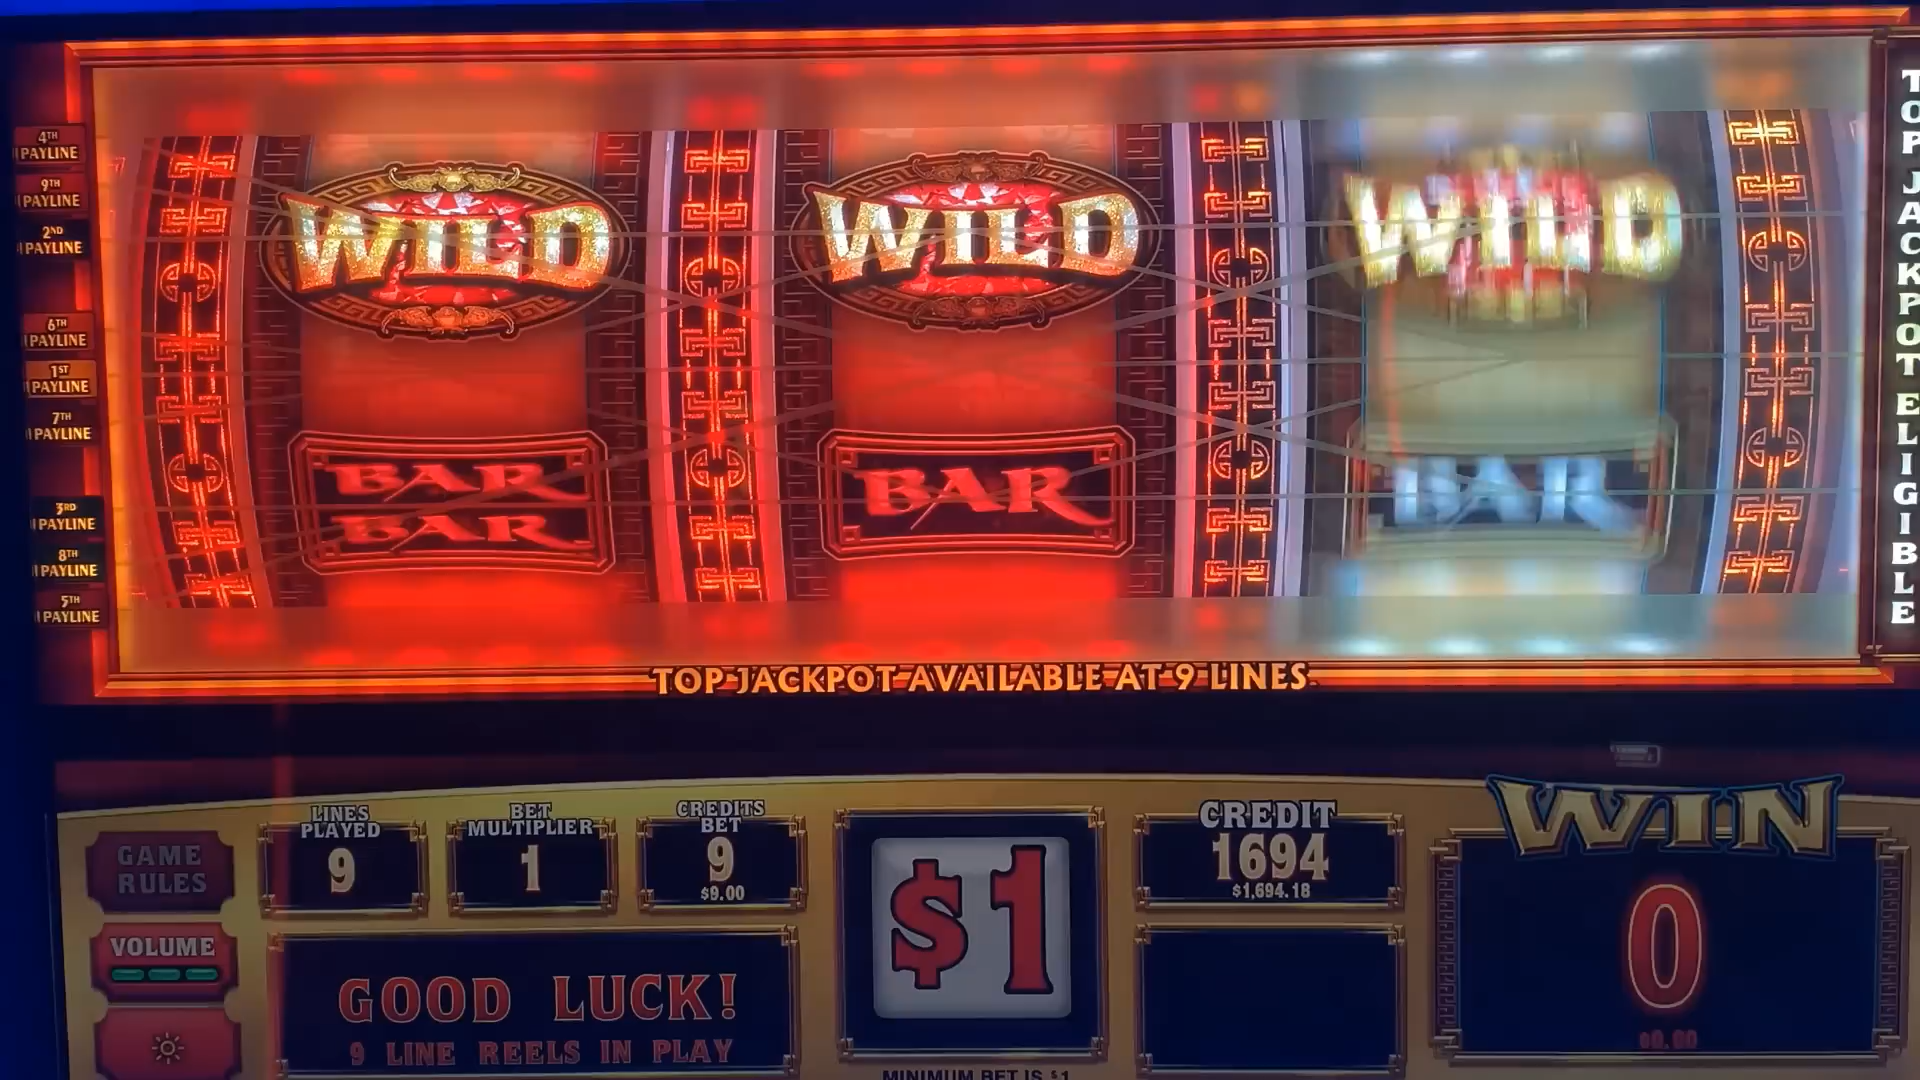 4TH
PAYLINE
9TH
PAYLINE
2ND
PAYLINE
6TH
PAYLINE
1ST
PAYLINE
7TH
PAYLINE
3RD
PAYLINE
8TH
PAYLINE
5TH
PAYLINE
WILD
WILD
WILD
BAR
BAR
BAR
BAR
TOP JACKPOT ELIGIBLE
TOP JACKPOT AVAILABLE AT 9 LINES.
GAME
RULES
VOLUME
LINES
PLAYED
9
BET
MULTIPLIER
1
CREDITS
BET
9
$9.00
GOOD LUCK!
9 LINE REELS IN PLAY
$1
MINIMUM BET IS $1
CREDIT
1694
$1,694.18
WIN
0
$0.00